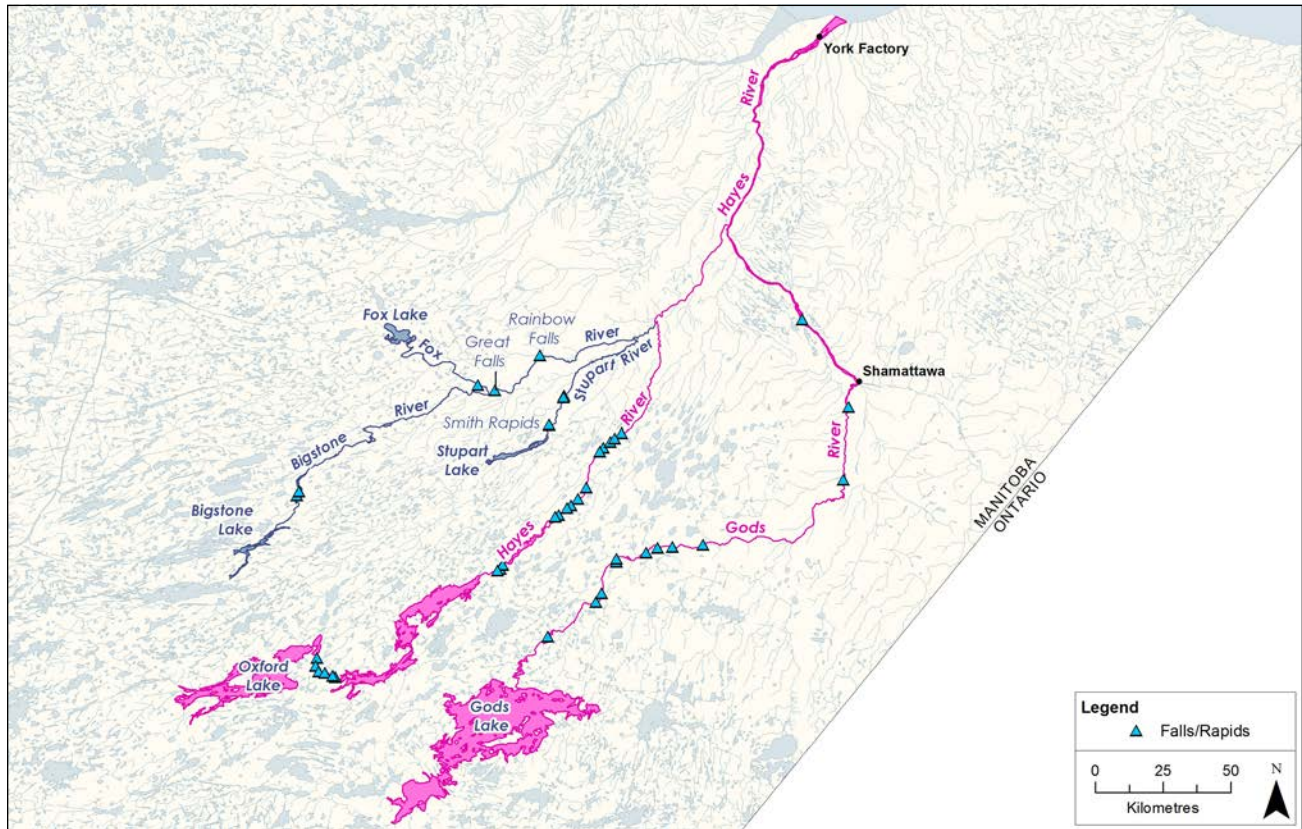 York Factory
River
Hayes
Fox Lake
Fox
Rainbow
Falls
River
Great
Falls
Stupart River
Shamattawa
River
Smith Rapids
River
River
Bigstone
Stupart
Lake
Bigstone
Lake
Gods
MANITOBA
ONTARIO
Hayes
Oxford
Lake
Gods
Lake
Legend
Falls/Rapids
0 25 50
N
Kilometres